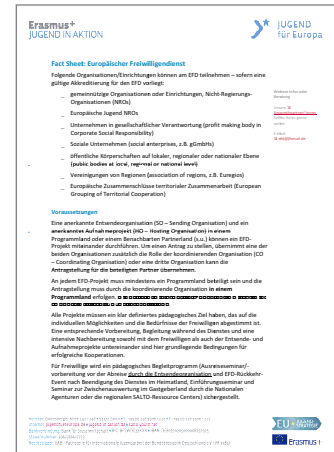 Erasmus+
JUGEND IN AKTION
JUGEND
für Europa
Fact Sheet: Europäischer Freiwilligendienst
Folgende Organisationen/Einrichtungen können am EFD teilnehmen – sofern eine
gültige Akkreditierung für den EFD vorliegt:
_ gemeinnützige Organisationen oder Einrichtungen, Nicht-Regierungs-
Organisationen (NROs)
_ Europäische Jugend NROs
_ Unternehmen in gesellschaftlicher Verantwortung (profit making body in
Corporate Social Responsibility)
_ Soziale Unternehmen (social enterprises, z.B. gGmbHs)
_ öffentliche Körperschaften auf lokaler, regionaler oder nationaler Ebene
(public bodies at local, regional or national level)
_ Vereinigungen von Regionen (association of regions, z.B. Euregios)
_ Europäische Zusammenschlüsse territorialer Zusammenarbeit (European
Grouping of Territorial Cooperation)
Weitere Infos oder
Beratung
Voraussetzungen
Eine anerkannte Entsendeorganisation (SO – Sending Organisation) und ein
anerkanntes Aufnahmeprojekt (HO – Hosting Organisation) in einem
Programmland oder einem Benachbarten Partnerland (s.u.) können ein EFD-
Projekt miteinander durchführen. Um einen Antrag zu stellen, übernimmt eine der
beiden Organisationen zusätzlich die Rolle der koordinierenden Organisation (CO
– Coordinating Organisation) oder eine dritte Organisation kann die
Antragstellung für die beteiligten Partner übernehmen.
An jedem EFD-Projekt muss mindestens ein Programmland beteiligt sein und die
Antragstellung muss durch die koordinierende Organisation in einem
Programmland erfolgen.
Alle Projekte müssen ein klar definiertes pädagogisches Ziel haben, das auf die
individuellen Möglichkeiten und die Bedürfnisse der Freiwilligen abgestimmt ist.
Eine entsprechende Vorbereitung, Begleitung während des Dienstes und eine
intensive Nachbereitung sowohl mit dem Freiwilligen als auch der Entsende- und
Aufnahmeprojekte untereinander sind hier grundlegende Bedingungen für
erfolgreiche Kooperationen.
Für Freiwillige wird ein pädagogisches Begleitprogramm (Ausreiseseminar/-
vorbereitung vor der Abreise durch die Entsendeorganisation und EFD-Rückkehr-
Event nach Beendigung des Dienstes im Heimatland, Einführungsseminar und
Seminar zur Zwischenauswertung im Gastgeberland durch die Nationalen
Agenturen oder die regionalen SALTO-Resource Centers) sichergestellt.
EU
Erasmus+